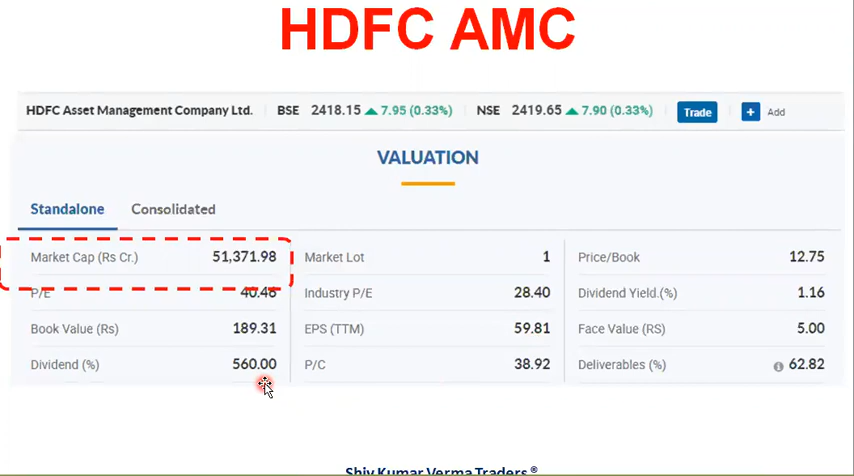 HDFC AMC
HDFC Asset Management Company Ltd. BSE 2418.15 ▲ 7.95 (0.33%) NSE 2419.65 ▲ 7.90 (0.33%) Trade + Add
VALUATION
Standalone Consolidated
Market Cap (Rs Cr.) 51,371.98 Market Lot 1 Price/Book 12.75
P/E 40.46 Industry P/E 28.40 Dividend Yield.(%) 1.16
Book Value (Rs) 189.31 EPS (TTM) 59.81 Face Value (RS) 5.00
Dividend (%) 560.00 P/C 38.92 Deliverables (%) 62.82
Shiv Kumar Verma Traders ®